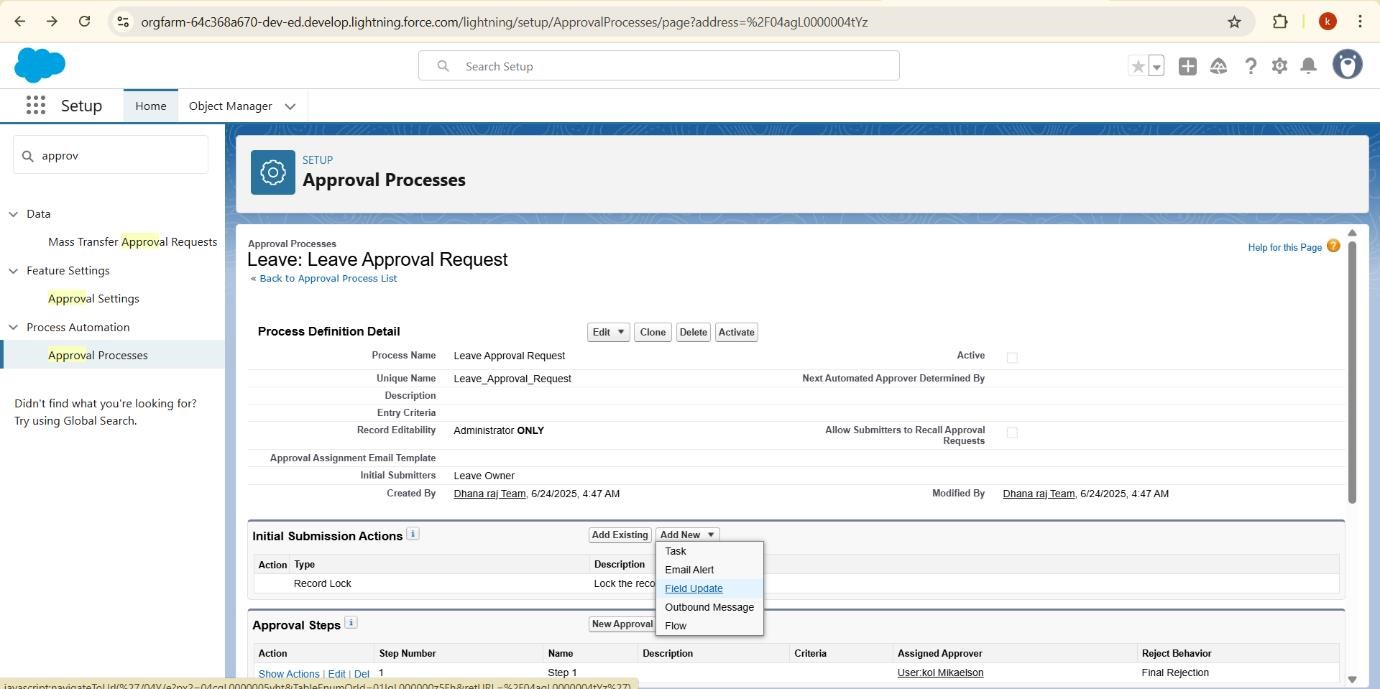 orgfarm-64c368a670-dev-ed.develop.lightning.force.com/lightning/setup/ApprovalProcesses/page?address=%2F04agL0000004tYz
k
Search Setup
Setup
Home
Object Manager
approv
SETUP
Approval Processes
Data
Mass Transfer Approval Requests
Feature Settings
Approval Settings
Process Automation
Approval Processes
Didn't find what you're looking for?
Try using Global Search.
Approval Processes
Leave: Leave Approval Request
« Back to Approval Process List
Help for this Page ?
Process Definition Detail
Edit ▼ Clone Delete Activate
Process Name Leave Approval Request Active
Unique Name Leave_Approval_Request Next Automated Approver Determined By
Description
Entry Criteria
Record Editability Administrator ONLY Allow Submitters to Recall Approval
Requests
Approval Assignment Email Template
Initial Submitters Leave Owner
Created By Dhana raj Team, 6/24/2025, 4:47 AM Modified By Dhana raj Team, 6/24/2025, 4:47 AM
Initial Submission Actions i Add Existing Add New ▼
Task
Email Alert
Field Update
Outbound Message
Flow
Action Type Description
Record Lock Lock the reco
Approval Steps i New Approval
Action Step Number Name Description Criteria Assigned Approver Reject Behavior
Show Actions | Edit | Del 1 Step 1 User:kol Mikaelson Final Rejection